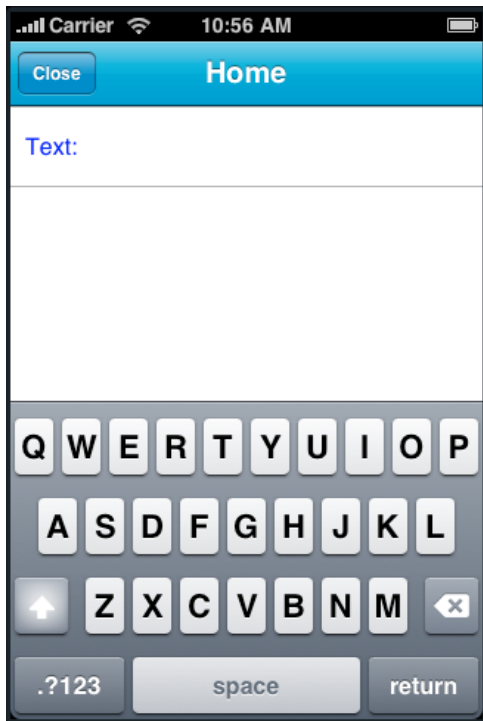 Carrier 10:56 AM
Close Home
Text:
Q W E R T Y U I O P
A S D F G H J K L
Z X C V B N M
.?123 space return